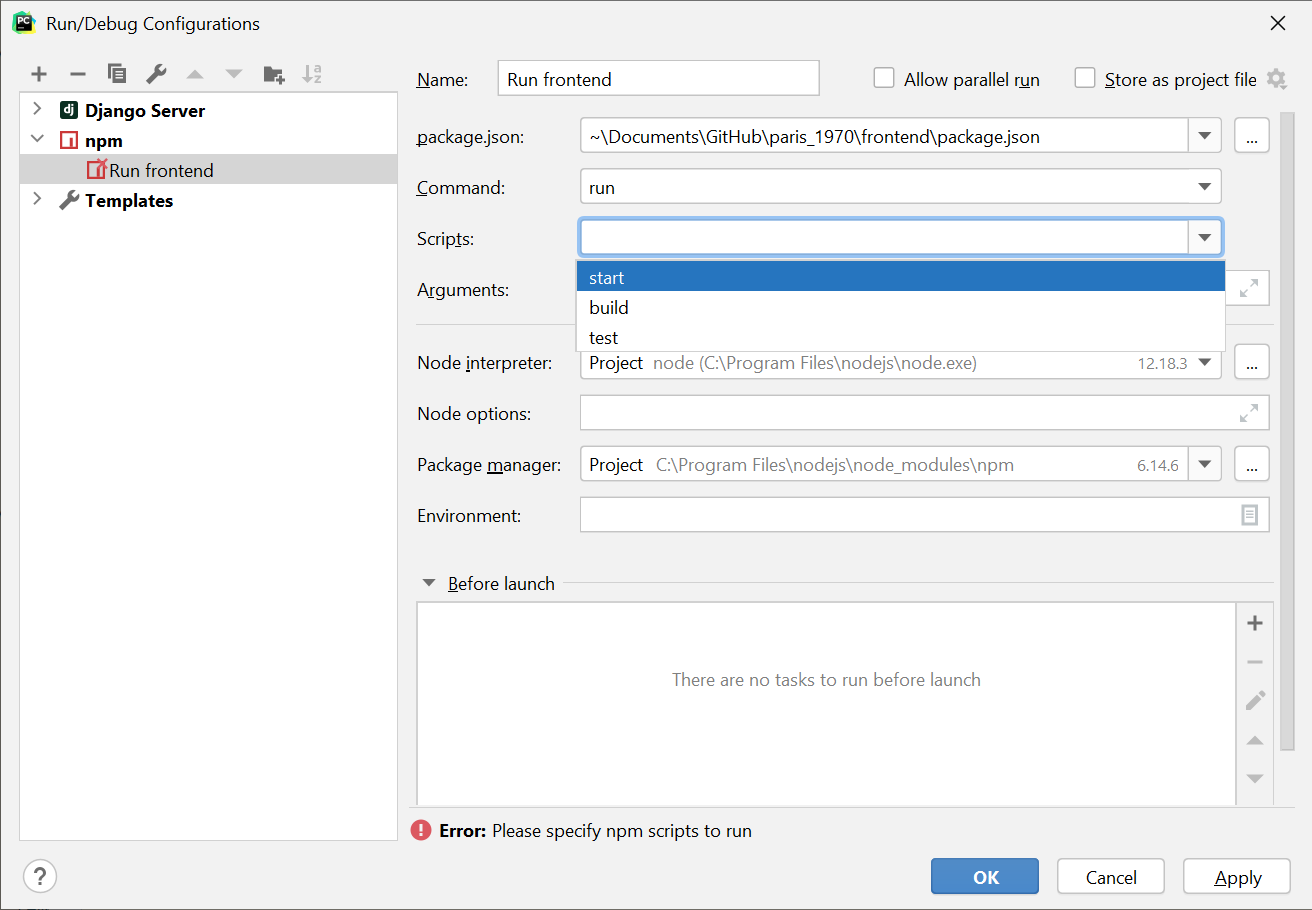 Run/Debug Configurations
Django Server
npm
Run frontend
Templates
Name: Run frontend Allow parallel run Store as project file
package.json: ~\Documents\GitHub\paris_1970\frontend\package.json ...
Command: run
Scripts:
start
Arguments:
build
test
Node interpreter: Project node (C:\Program Files\nodejs\node.exe) 12.18.3 ...
Node options:
Package manager: Project C:\Program Files\nodejs\node_modules\npm 6.14.6 ...
Environment:
Before launch
There are no tasks to run before launch
Error: Please specify npm scripts to run
? OK Cancel Apply